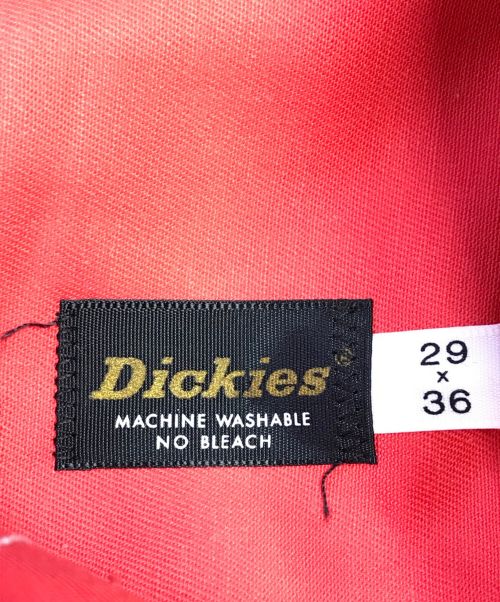 Dickies®
MACHINE WASHABLE
NO BLEACH
29
x
36